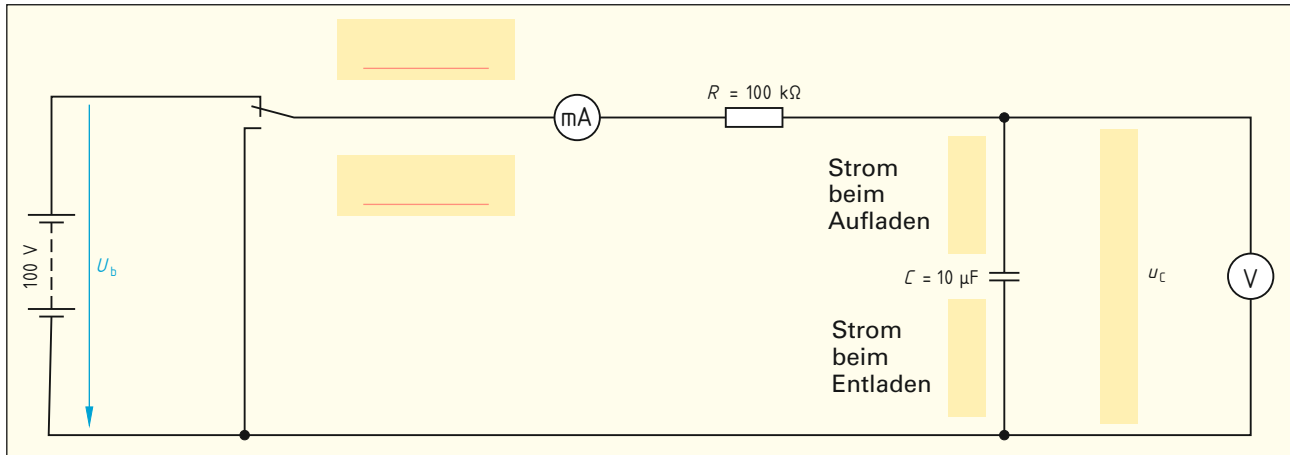 R = 100 kΩ
mA
Strom
beim
Aufladen
100 V
U_b
C = 10 µF
u_C
V
Strom
beim
Entladen